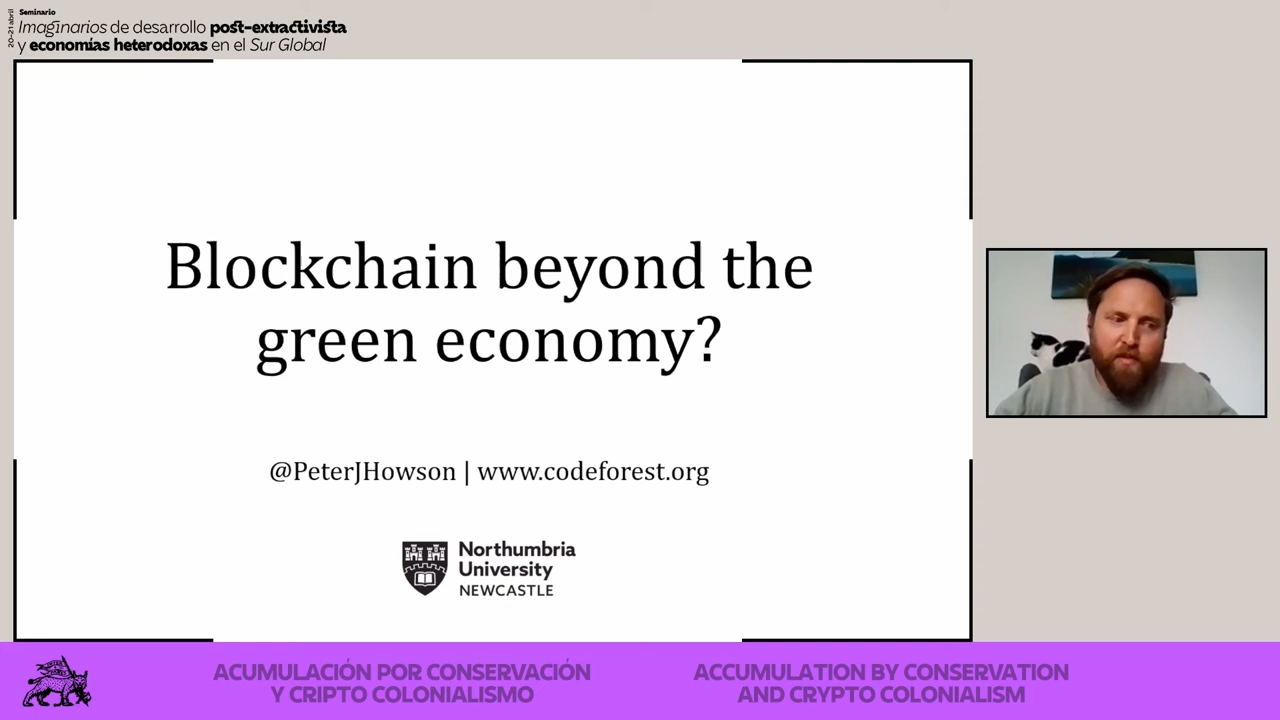 20-21 abril
Seminario
Imaginarios de desarrollo post-extractivista
y economías heterodoxas en el Sur Global
Blockchain beyond the
green economy?
@PeterJHowson | www.codeforest.org
Northumbria
University
NEWCASTLE
ACUMULACIÓN POR CONSERVACIÓN
Y CRIPTO COLONIALISMO
ACCUMULATION BY CONSERVATION
AND CRYPTO COLONIALISM